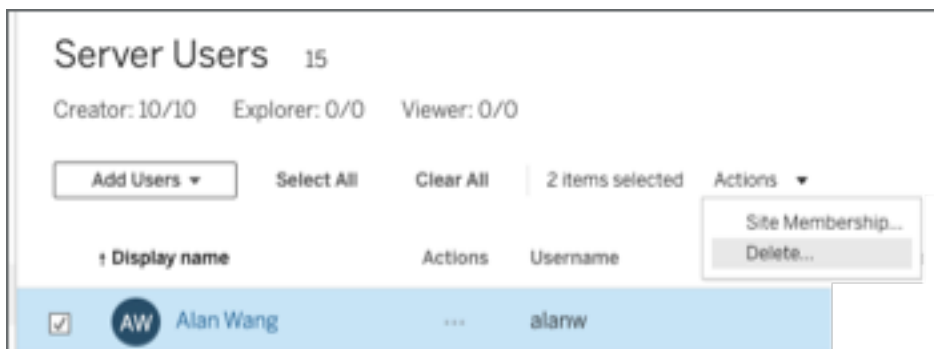 Server Users 15
Creator: 10/10 Explorer: 0/0 Viewer: 0/0
Add Users ▾ Select All Clear All 2 items selected Actions ▾
Site Membership...
Delete...
↑ Display name Actions Username
AW Alan Wang ... alanw